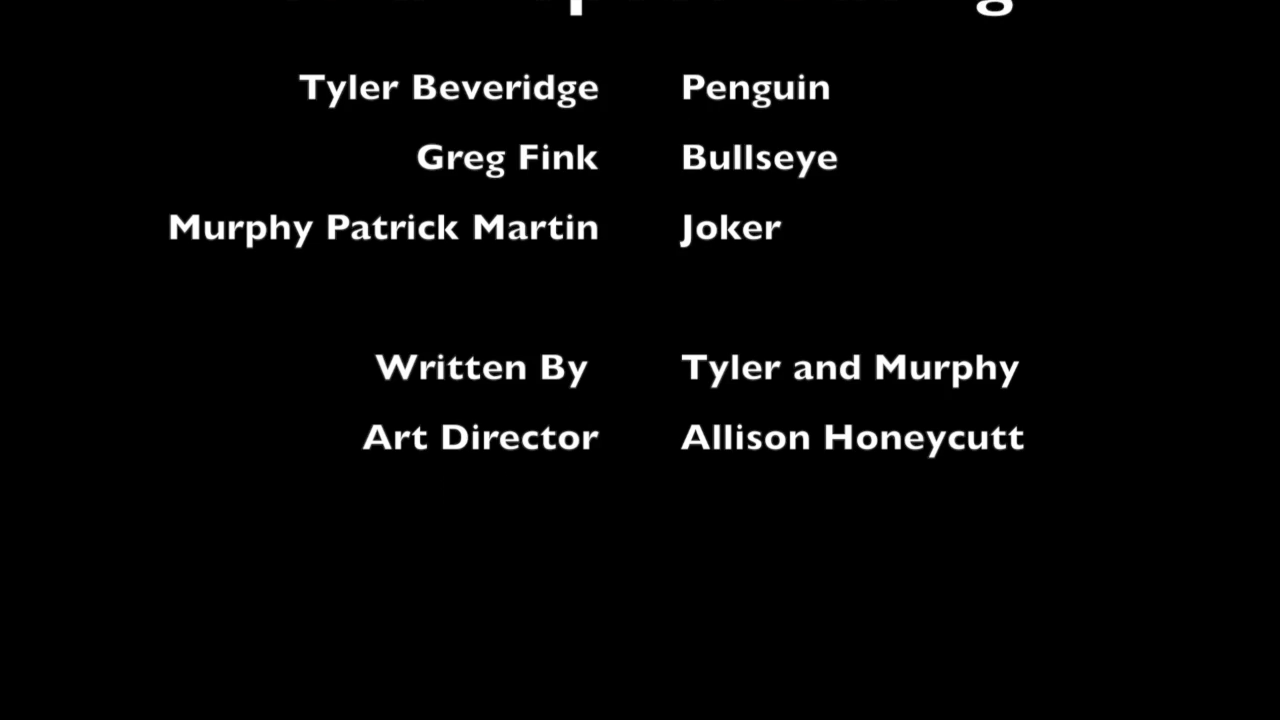 Tyler Beveridge Penguin
Greg Fink Bullseye
Murphy Patrick Martin Joker
Written By Tyler and Murphy
Art Director Allison Honeycutt